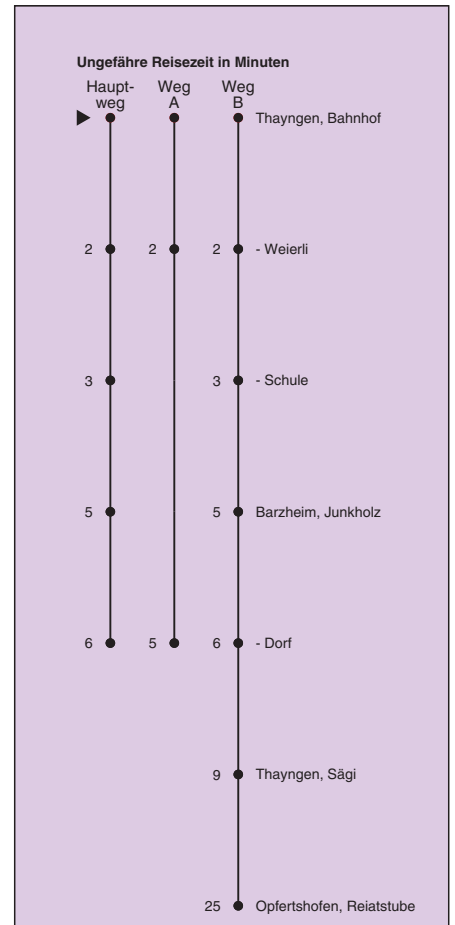 Ungefähre Reisezeit in Minuten
Haupt- Weg Weg
weg A B
Thayngen, Bahnhof
2 2 2 - Weierli
3 3 - Schule
5 5 Barzheim, Junkholz
6 5 6 - Dorf
9 Thayngen, Sägi
25 Opfertshofen, Reiatstube